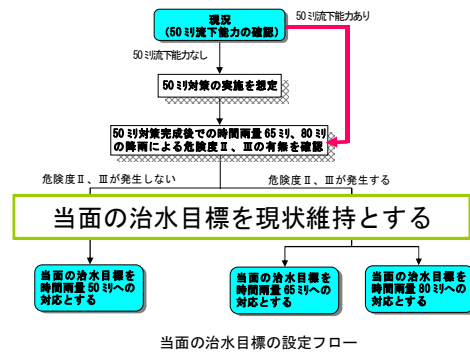 現況
(50ミリ流下能力の確認)
50ミリ流下能力あり
50ミリ流下能力なし
50ミリ対策の実施を想定
50ミリ対策完成後での時間雨量65ミリ、80ミリ
の降雨による危険度Ⅱ、Ⅲの有無を確認
危険度Ⅱ、Ⅲが発生しない
危険度Ⅱ、Ⅲが発生する
当面の治水目標を現状維持とする
当面の治水目標を
時間雨量50ミリへの
対応とする
当面の治水目標を
時間雨量65ミリへの
対応とする
当面の治水目標を
時間雨量80ミリへの
対応とする
当面の治水目標の設定フロー